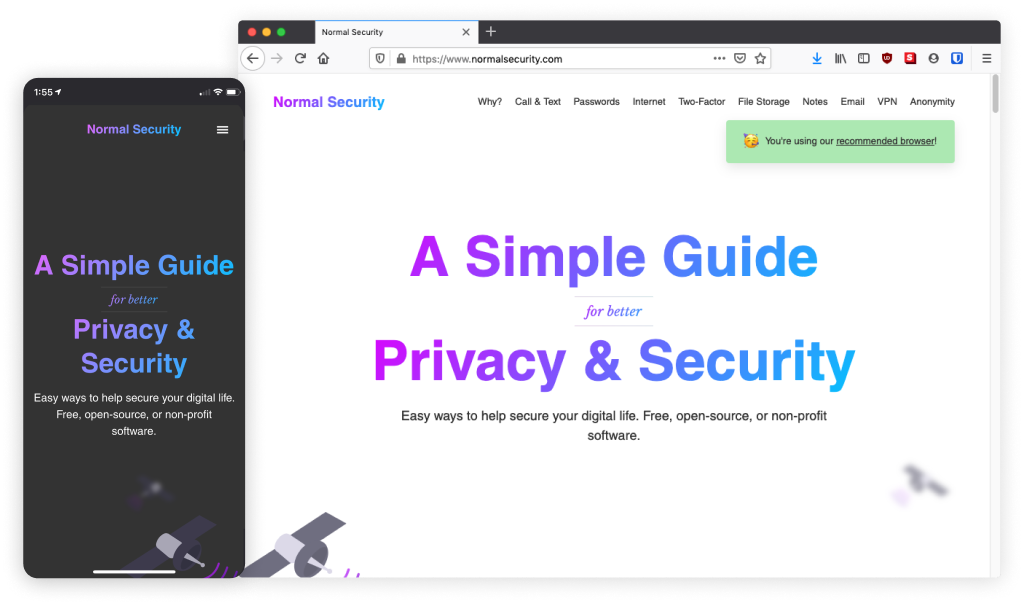 Normal Security
https://www.normalsecurity.com
Normal Security
Why? Call & Text Passwords Internet Two-Factor File Storage Notes Email VPN Anonymity
You're using our recommended browser!
A Simple Guide
for better
Privacy & Security
Easy ways to help secure your digital life. Free, open-source, or non-profit
software.
1:55
Normal Security
A Simple Guide
for better
Privacy &
Security
Easy ways to help secure your digital life.
Free, open-source, or non-profit
software.